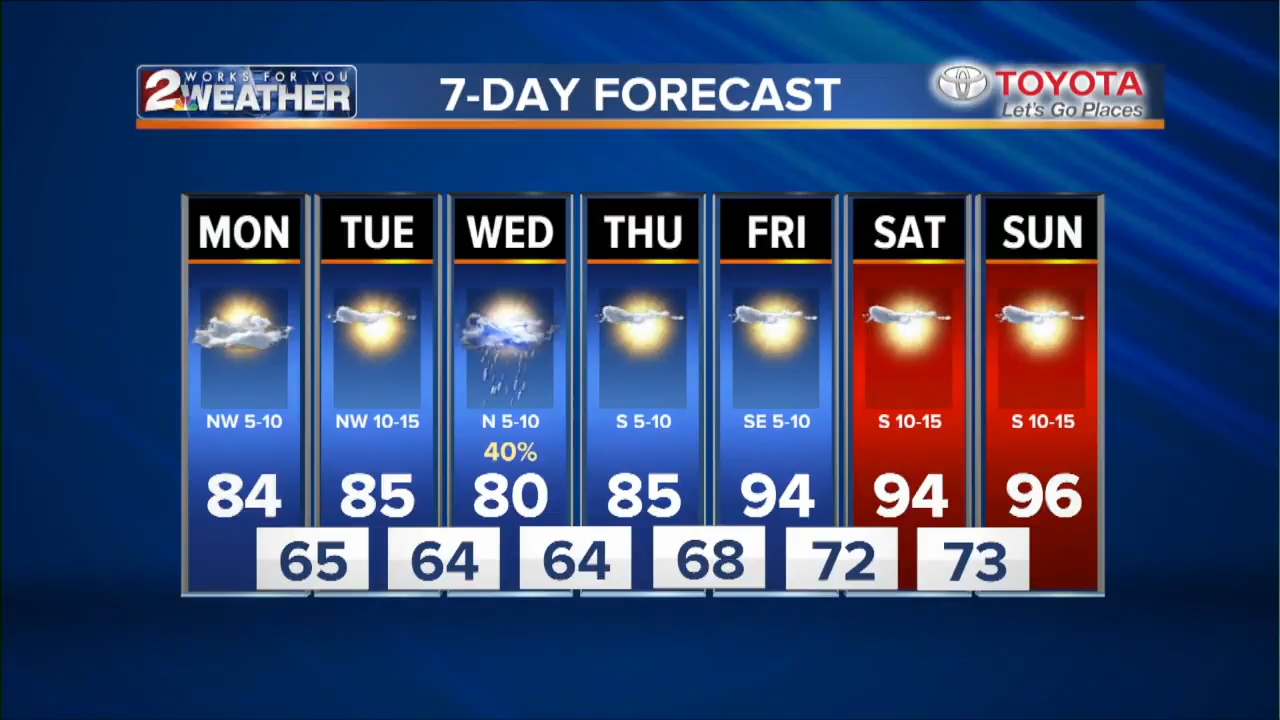 2 WORKS FOR YOU
WEATHER
7-DAY FORECAST
TOYOTA
Let's Go Places
MON TUE WED THU FRI SAT SUN
NW 5-10 NW 10-15 N 5-10 S 5-10 SE 5-10 S 10-15 S 10-15
40%
84 85 80 85 94 94 96
65 64 64 68 72 73